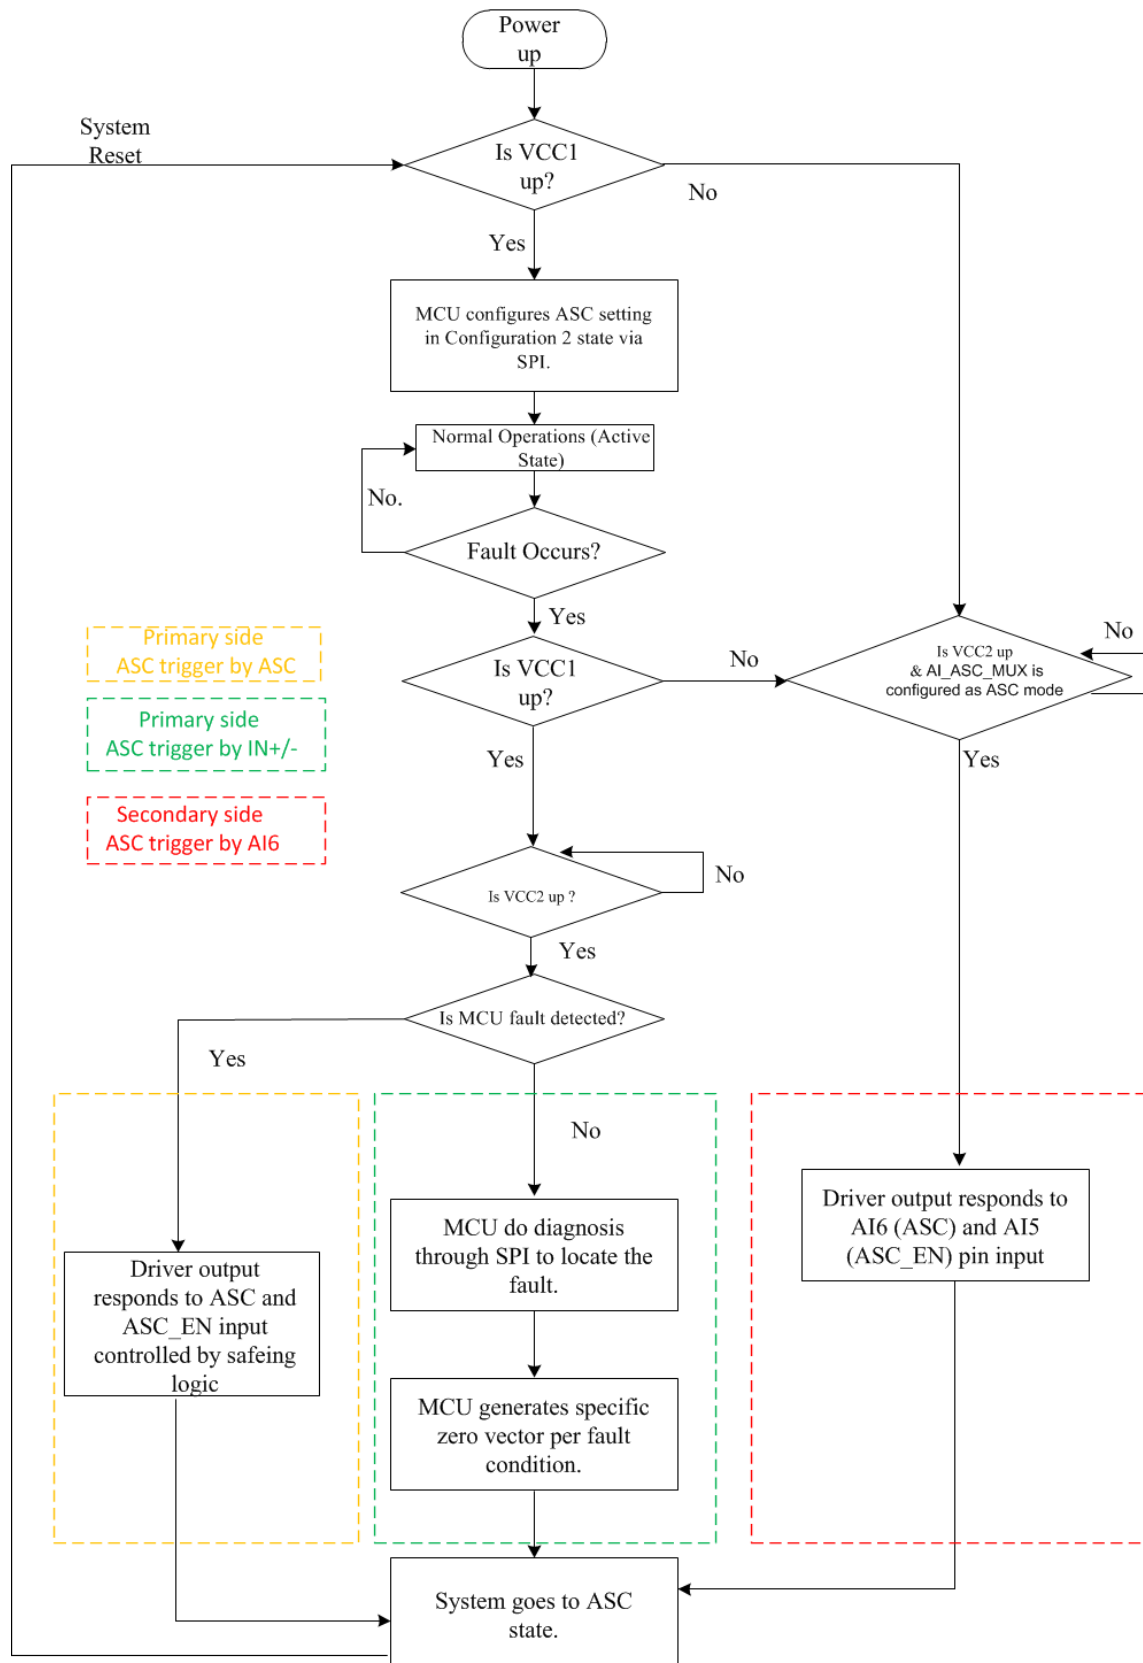 Power
up
System
Reset
Is VCC1
up?
No
Yes
MCU configures ASC setting
in Configuration 2 state via
SPI.
Normal Operations (Active
State)
No.
Fault Occurs?
Yes
Primary side
ASC trigger by ASC
Is VCC1
up?
No
Is VCC2 up
& AI_ASC_MUX is
configured as ASC mode
No
Primary side
ASC trigger by IN+/-
Yes
Yes
Secondary side
ASC trigger by AI6
Is VCC2 up ?
No
Yes
Is MCU fault detected?
Yes
No
Driver output responds to
AI6 (ASC) and AI5
(ASC_EN) pin input
MCU do diagnosis
through SPI to locate the
fault.
Driver output
responds to ASC and
ASC_EN input
controlled by safeing
logic
MCU generates specific
zero vector per fault
condition.
System goes to ASC
state.